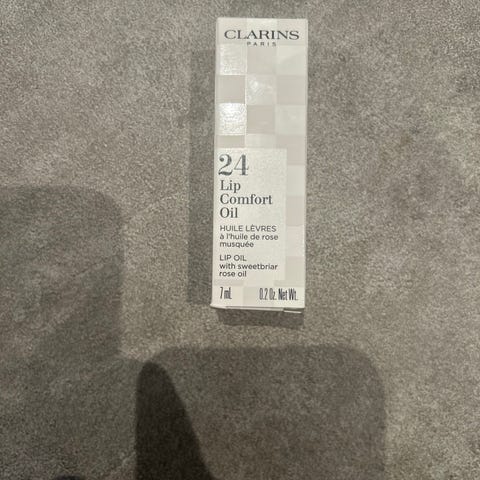 CLARINS
PARIS
24
Lip
Comfort
Oil
HUILE LÈVRES
à l'huile de rose
musquée
LIP OIL
with sweetbriar
rose oil
7 mL 0.2 Oz. Net Wt.